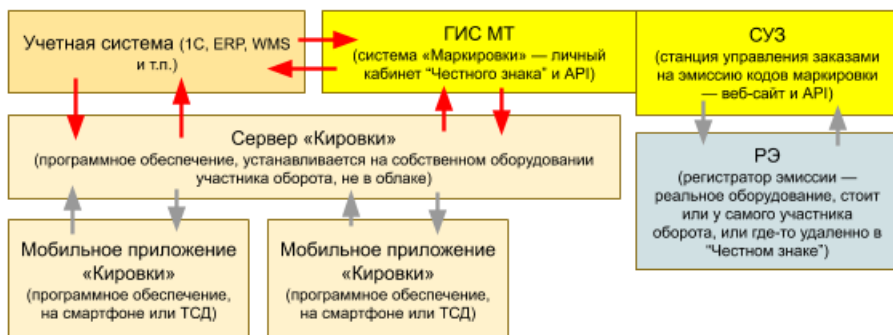 Учетная система (1С, ERP, WMS
и т.п.)
ГИС МТ
(система «Маркировки» — личный
кабинет “Честного знака” и API)
СУЗ
(станция управления заказами
на эмиссию кодов маркировки
— веб-сайт и API)
Сервер «Кировки»
(программное обеспечение, устанавливается на собственном оборудовании
участника оборота, не в облаке)
РЭ
(регистратор эмиссии —
реальное оборудование, стоит
или у самого участника
оборота, или где-то удаленно в
“Честном знаке”)
Мобильное приложение
«Кировки»
(программное обеспечение,
на смартфоне или ТСД)
Мобильное приложение
«Кировки»
(программное обеспечение,
на смартфоне или ТСД)